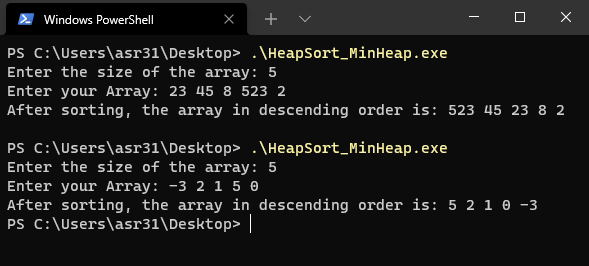 Windows PowerShell
PS C:\Users\asr31\Desktop> .\HeapSort_MinHeap.exe
Enter the size of the array: 5
Enter your Array: 23 45 8 523 2
After sorting, the array in descending order is: 523 45 23 8 2
PS C:\Users\asr31\Desktop> .\HeapSort_MinHeap.exe
Enter the size of the array: 5
Enter your Array: -3 2 1 5 0
After sorting, the array in descending order is: 5 2 1 0 -3
PS C:\Users\asr31\Desktop>